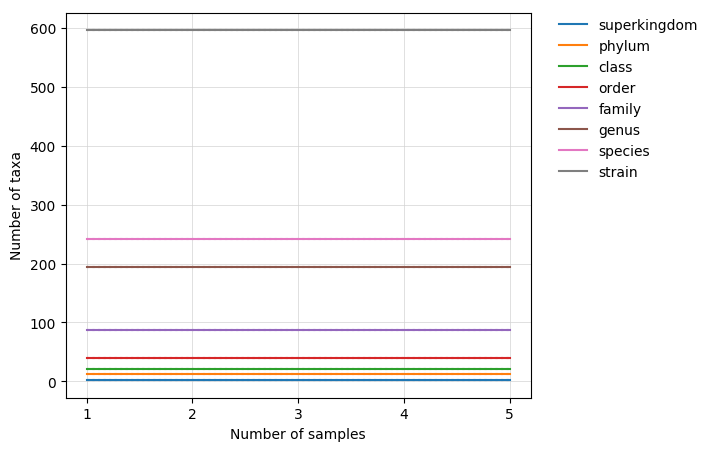 600
500
400
300
200
100
0
Number of taxa
1 2 3 4 5
Number of samples
superkingdom
phylum
class
order
family
genus
species
strain